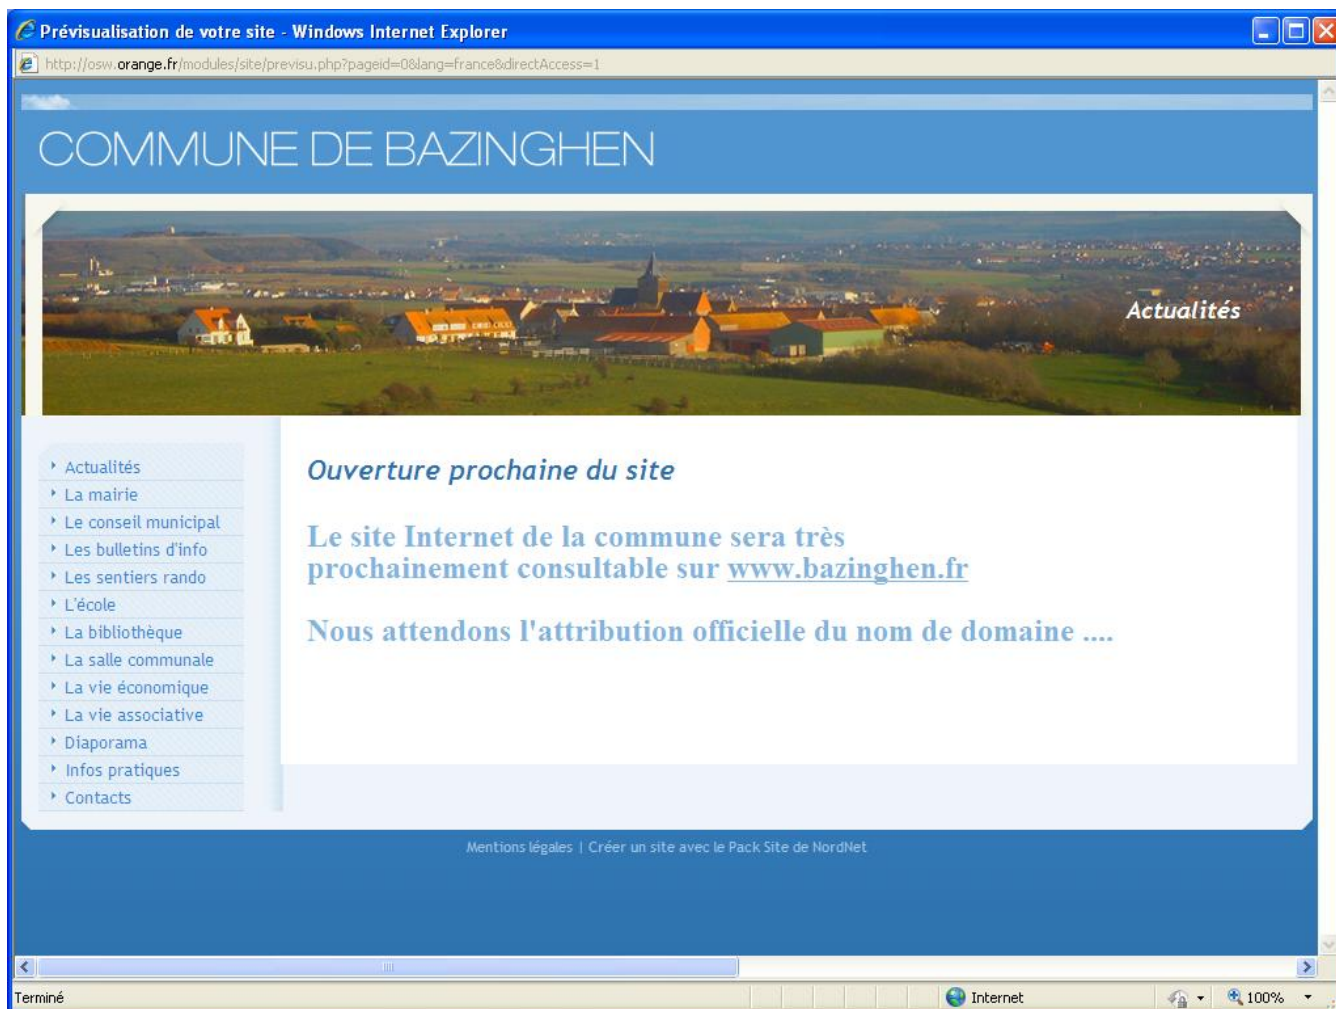 Prévisualisation de votre site - Windows Internet Explorer
http://osw.orange.fr/modules/site/previsu.php?pageid=0&lang=france&directAccess=1
COMMUNE DE BAZINGHEN
Actualités
Actualités
La mairie
Le conseil municipal
Les bulletins d'info
Les sentiers rando
L'école
La bibliothèque
La salle communale
La vie économique
La vie associative
Diaporama
Infos pratiques
Contacts
Ouverture prochaine du site
Le site Internet de la commune sera très
prochainement consultable sur www.bazinghen.fr
Nous attendons l'attribution officielle du nom de domaine ....
Mentions légales | Créer un site avec le Pack Site de NordNet
Terminé
Internet
100%